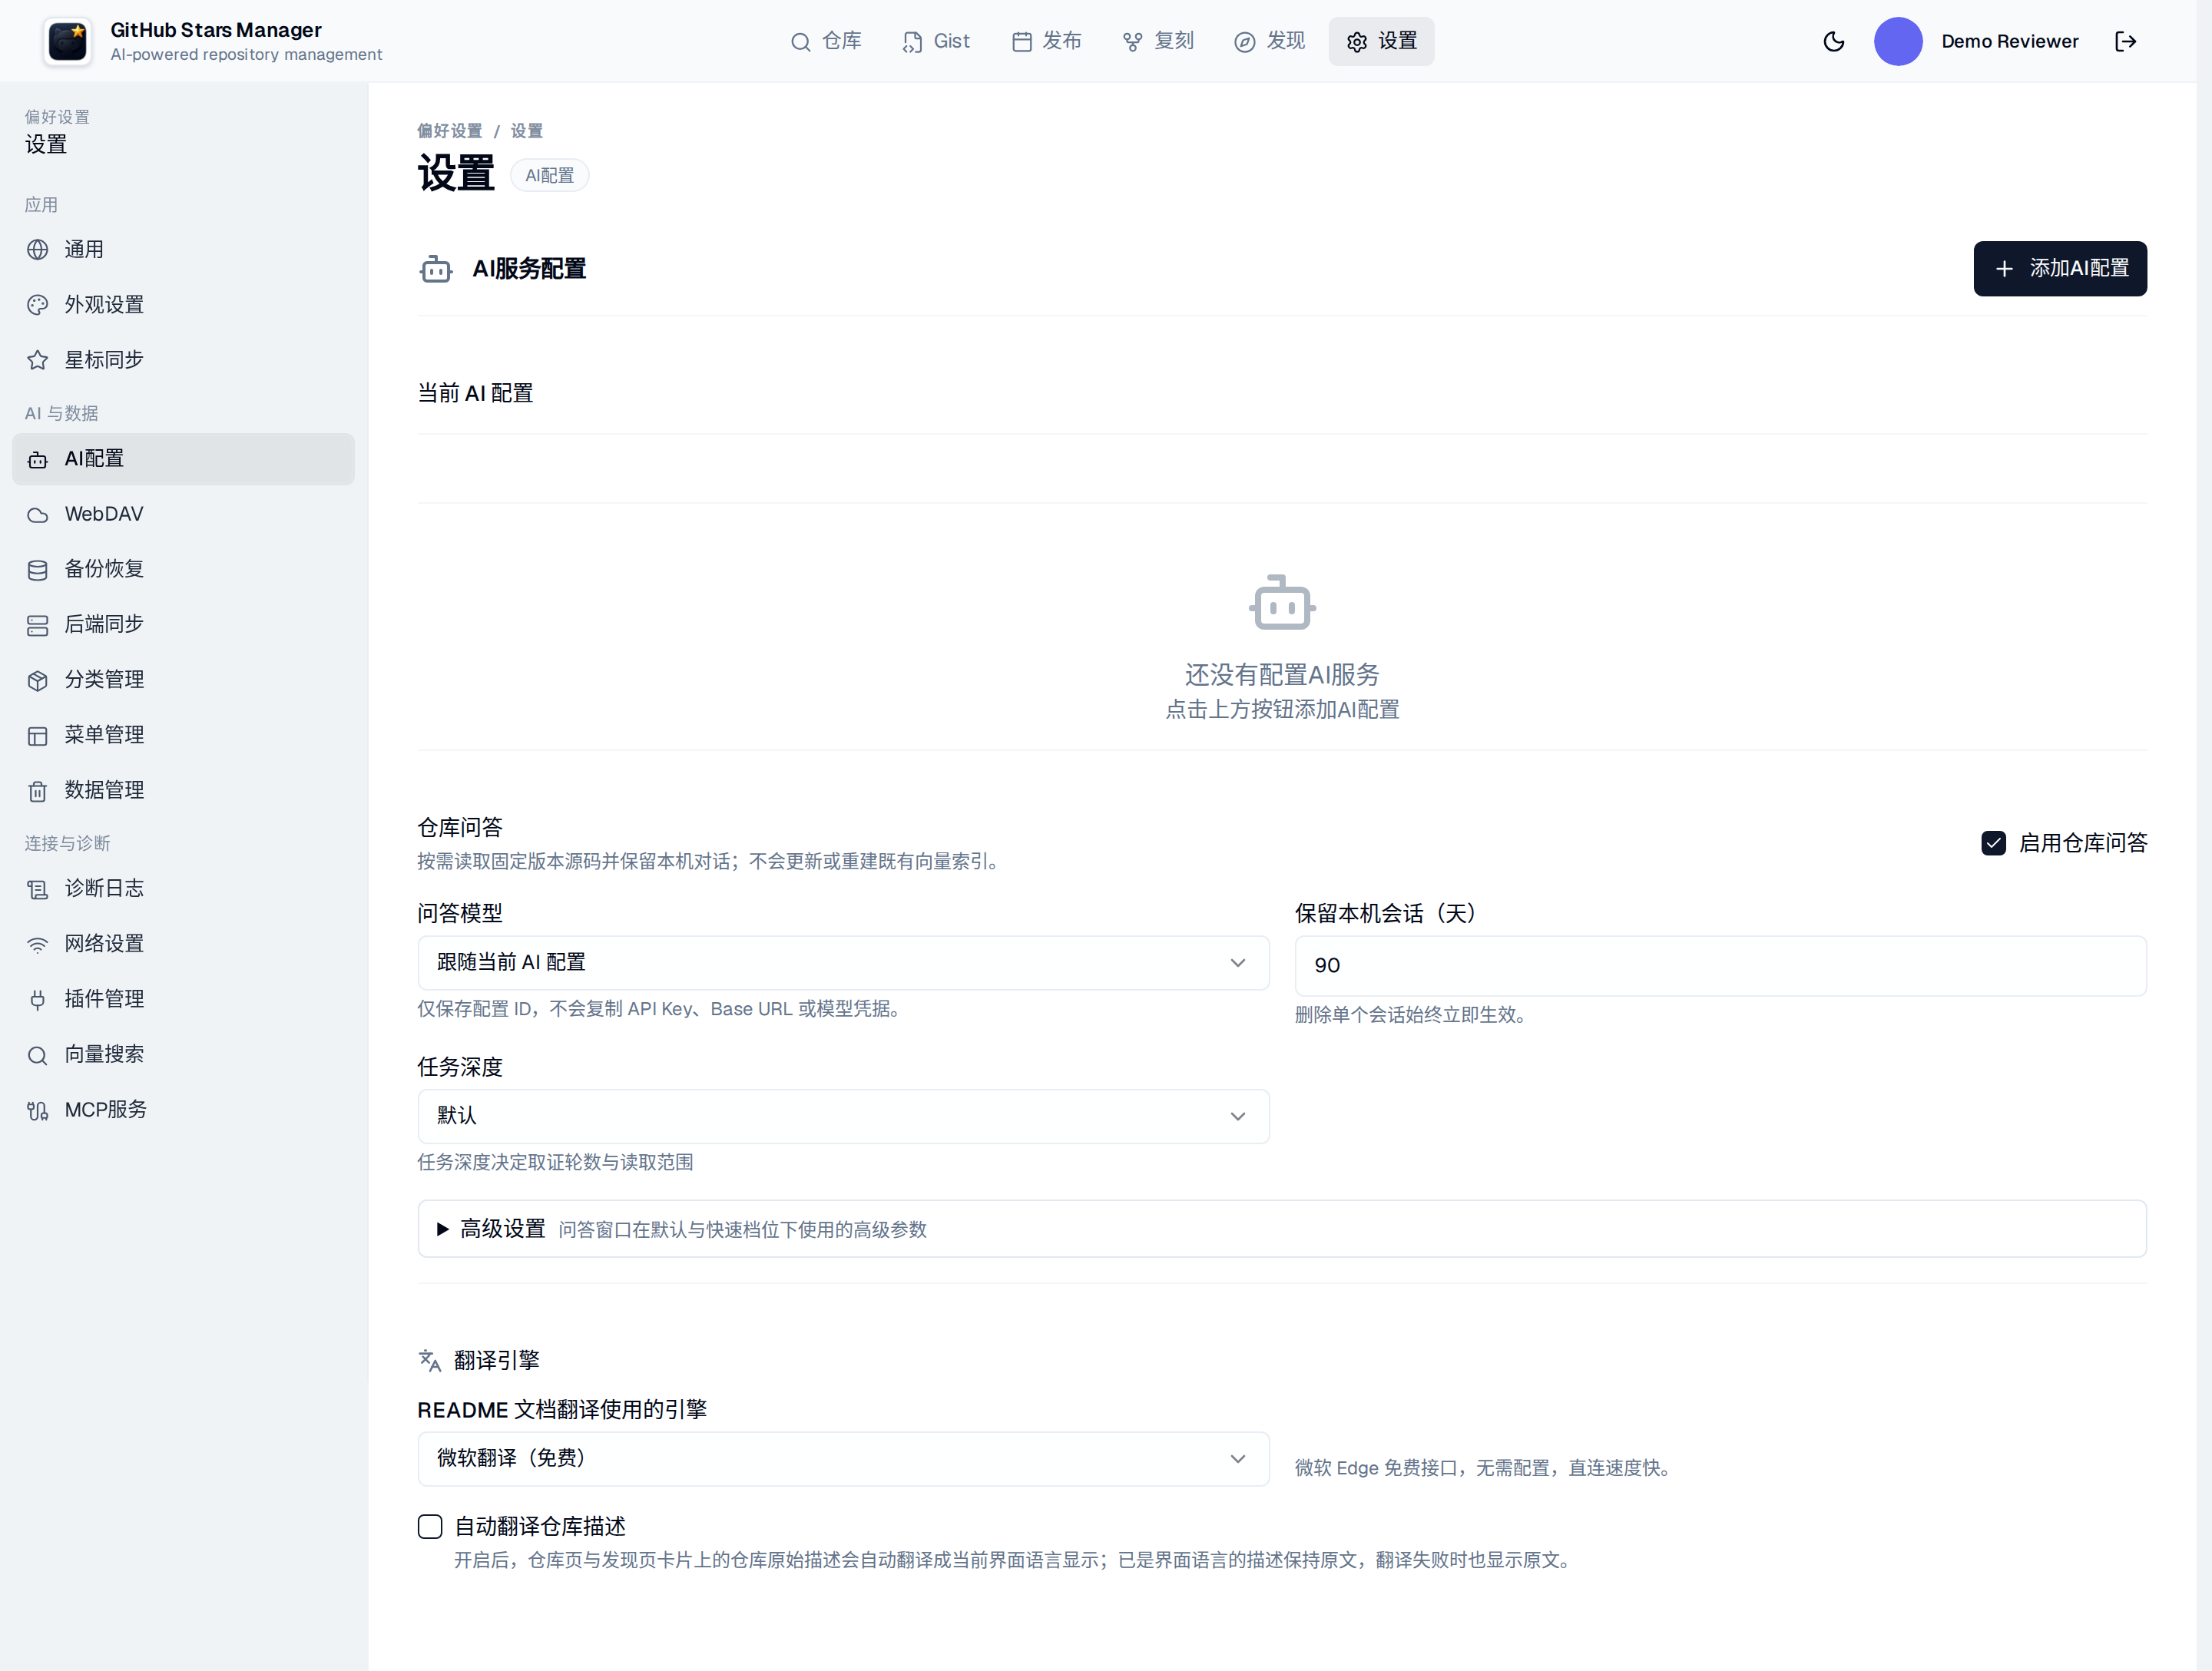 GitHub Stars Manager
AI-powered repository management
仓库
Gist
发布
复刻
发现
设置
Demo Reviewer
偏好设置
设置
应用
通用
外观设置
星标同步
AI 与数据
AI配置
WebDAV
备份恢复
后端同步
分类管理
菜单管理
数据管理
连接与诊断
诊断日志
网络设置
插件管理
向量搜索
MCP服务
偏好设置 / 设置
设置
AI配置
AI服务配置
添加AI配置
当前 AI 配置
还没有配置AI服务
点击上方按钮添加AI配置
仓库问答
按需读取固定版本源码并保留本机对话；不会更新或重建既有向量索引。
启用仓库问答
问答模型
跟随当前 AI 配置
仅保存配置 ID，不会复制 API Key、Base URL 或模型凭据。
保留本机会话（天）
90
删除单个会话始终立即生效。
任务深度
默认
任务深度决定取证轮数与读取范围
高级设置 问答窗口在默认与快速档位下使用的高级参数
翻译引擎
README 文档翻译使用的引擎
微软翻译（免费）
微软 Edge 免费接口，无需配置，直连速度快。
自动翻译仓库描述
开启后，仓库页与发现页卡片上的仓库原始描述会自动翻译成当前界面语言显示；已是界面语言的描述保持原文，翻译失败时也显示原文。